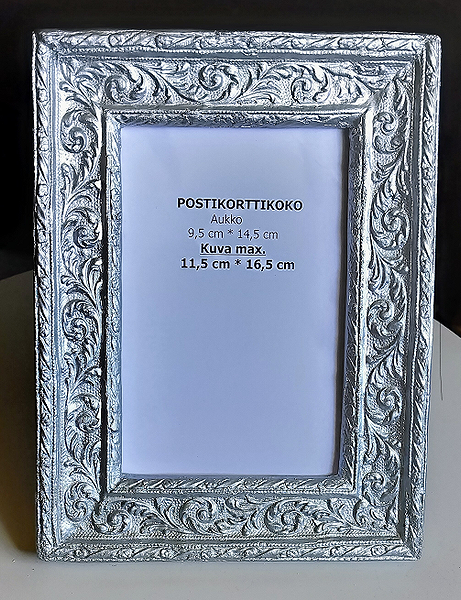 POSTIKORTTIKOKO
Aukko
9,5 cm * 14,5 cm
Kuva max.
11,5 cm * 16,5 cm